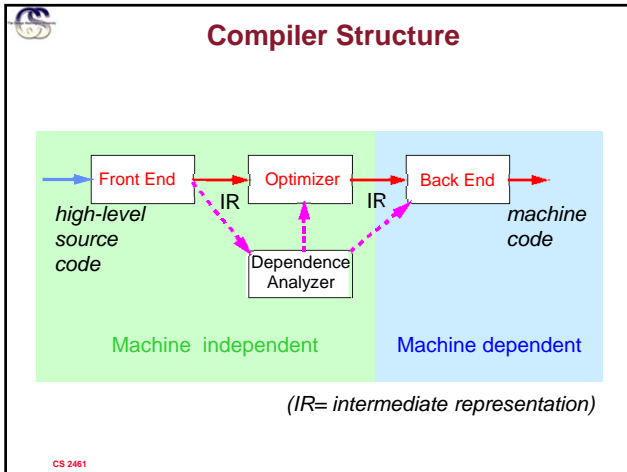 Compiler Structure
Front End
Optimizer
Back End
IR
IR
high-level
source
code
machine
code
Dependence
Analyzer
Machine independent
Machine dependent
(IR= intermediate representation)
CS 2461